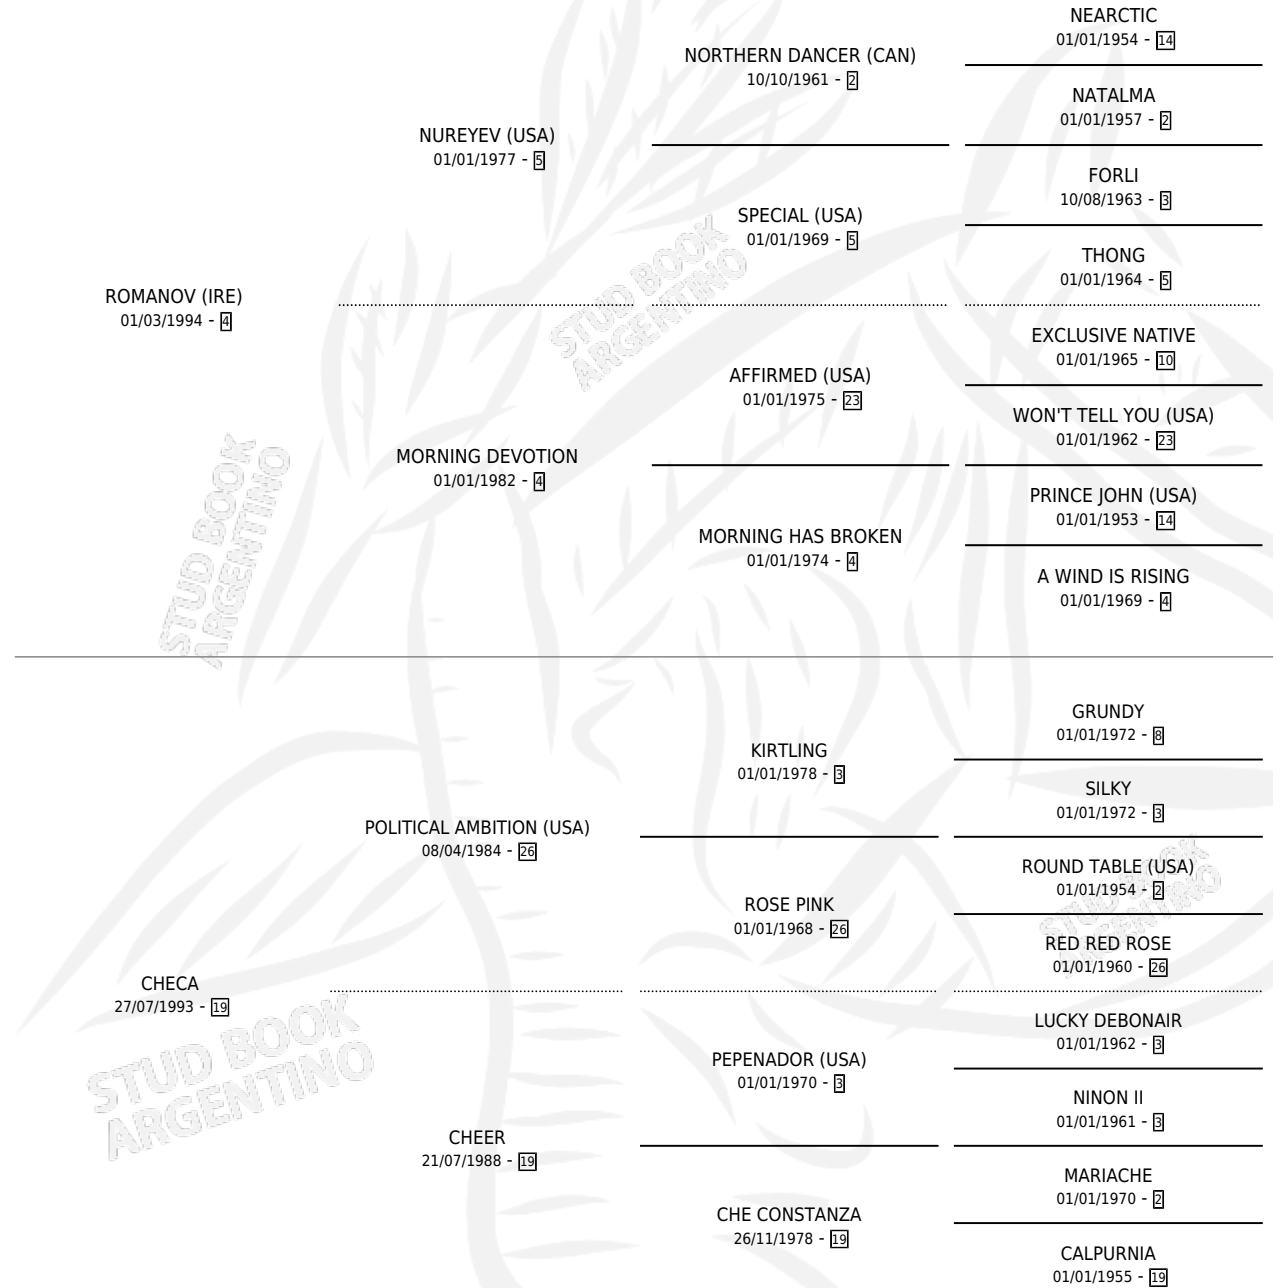 NEARCTIC
01/01/1954 - 14
NORTHERN DANCER (CAN)
10/10/1961 - 2
NATALMA
01/01/1957 - 2
NUREYEV (USA)
01/01/1977 - 5
FORLI
10/08/1963 - 3
SPECIAL (USA)
01/01/1969 - 5
THONG
01/01/1964 - 5
ROMANOV (IRE)
01/03/1994 - 4
EXCLUSIVE NATIVE
01/01/1965 - 10
AFFIRMED (USA)
01/01/1975 - 23
WON'T TELL YOU (USA)
01/01/1962 - 23
MORNING DEVOTION
01/01/1982 - 4
PRINCE JOHN (USA)
01/01/1953 - 14
MORNING HAS BROKEN
01/01/1974 - 4
A WIND IS RISING
01/01/1969 - 4
GRUNDY
01/01/1972 - 8
KIRTLING
01/01/1978 - 3
SILKY
01/01/1972 - 3
POLITICAL AMBITION (USA)
08/04/1984 - 26
ROUND TABLE (USA)
01/01/1954 - 2
ROSE PINK
01/01/1968 - 26
RED RED ROSE
01/01/1960 - 26
CHECA
27/07/1993 - 19
LUCKY DEBONAIR
01/01/1962 - 3
PEPENADOR (USA)
01/01/1970 - 3
NINON II
01/01/1961 - 3
CHEER
21/07/1988 - 19
MARIACHE
01/01/1970 - 2
CHE CONSTANZA
26/11/1978 - 19
CALPURNIA
01/01/1955 - 19
STUD BOOK
ARGENTINO
STUD BOOK
ARGENTINO
STUD BOOK
ARGENTINO
STUD BOOK
ARGENTINO